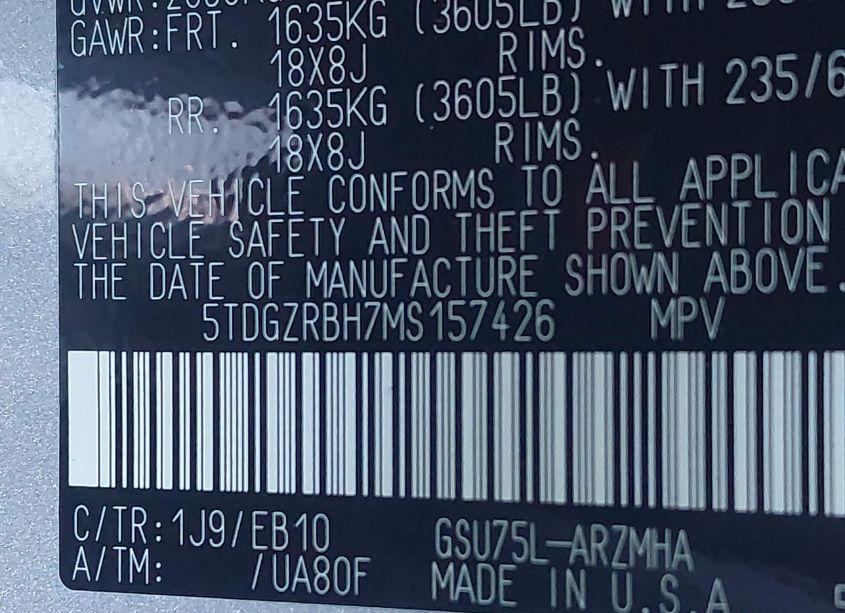 GAWR:FRT. 1635KG (3605LB) WITH
18X8J RIMS.
RR. 1635KG (3605LB) WITH 235/6
18X8J RIMS.
THIS VEHICLE CONFORMS TO ALL APPLICA
VEHICLE SAFETY AND THEFT PREVENTION
THE DATE OF MANUFACTURE SHOWN ABOVE.
5TDGZRBH7MS157426 MPV
C/TR:1J9/EB10 GSU75L-ARZMHA
A/TM: /UA80F MADE IN U.S.A